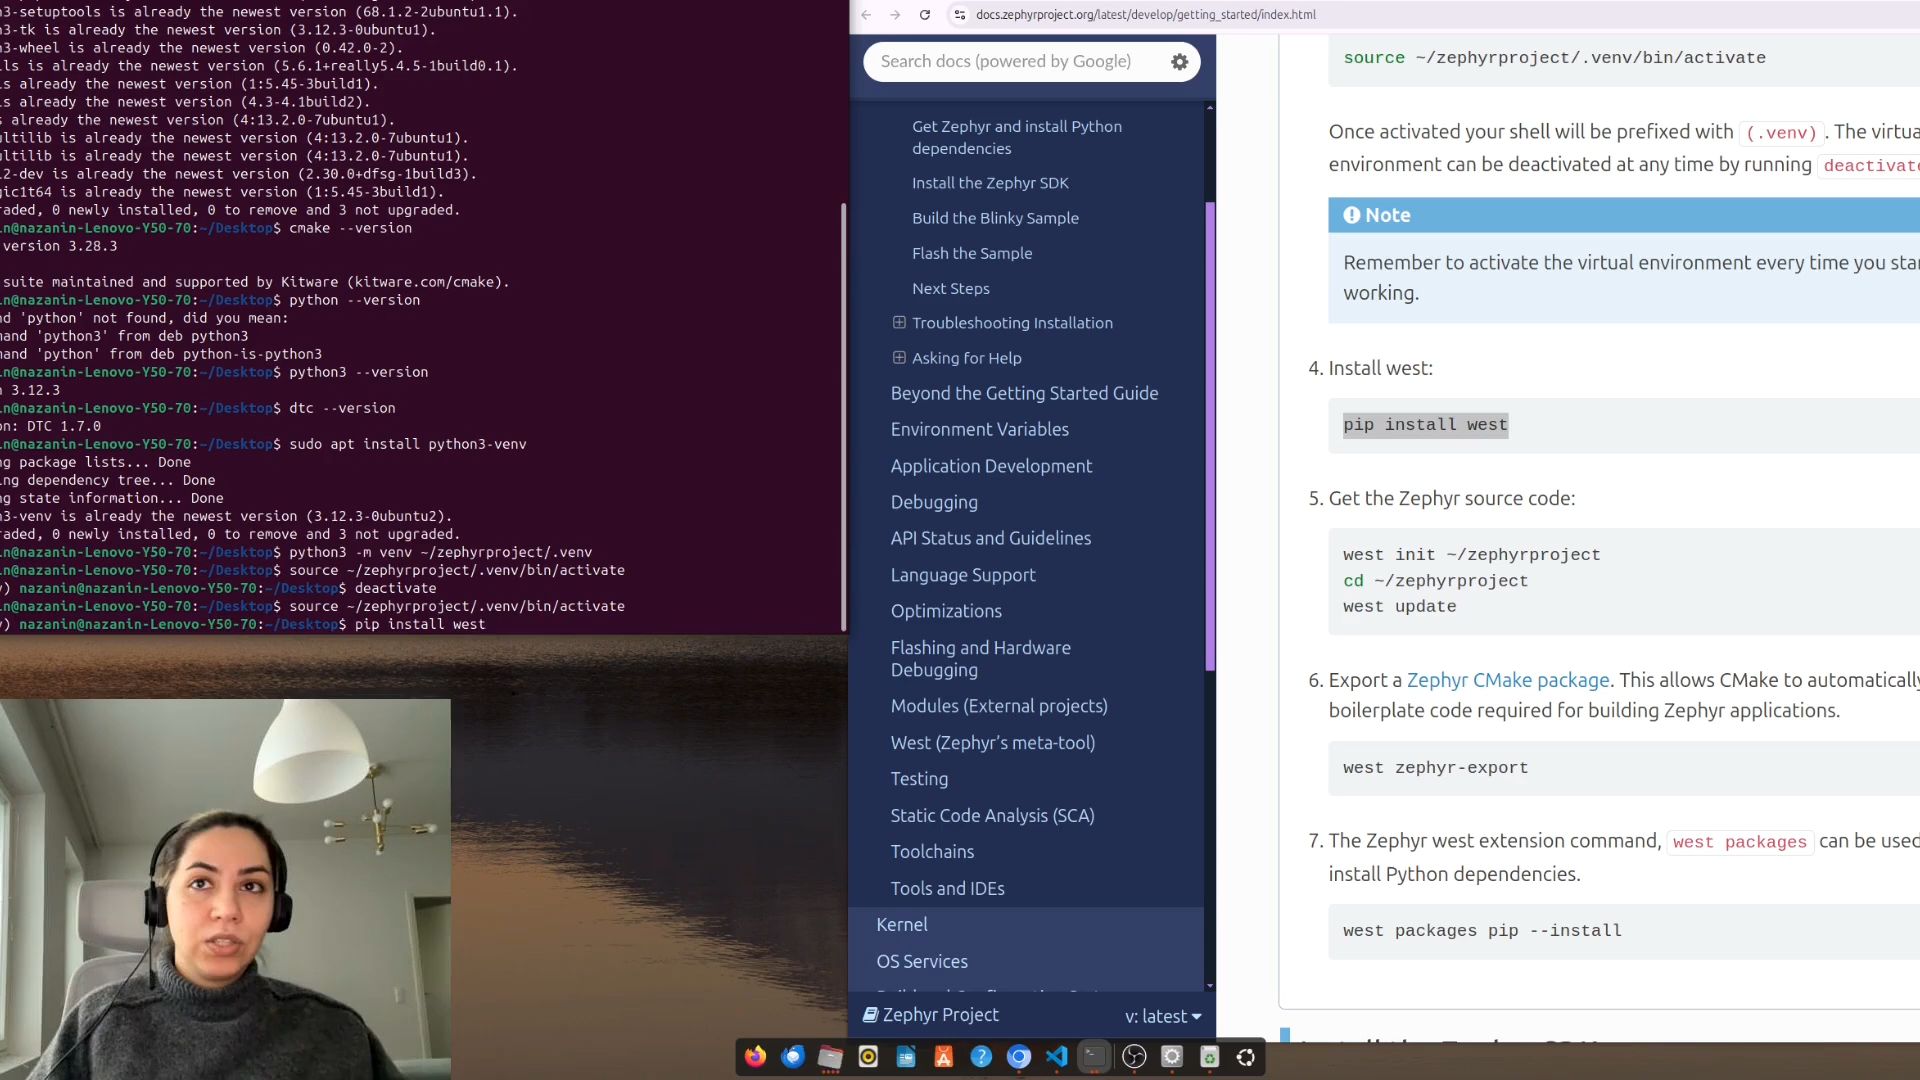 3-setuptools is already the newest version (68.1.2-2ubuntu1.1).
3-tk is already the newest version (3.12.3-0ubuntu1).
3-wheel is already the newest version (0.42.0-2).
ls is already the newest version (5.6.1+really5.4.5-1build0.1).
s already the newest version (1:5.45-3build1).
s already the newest version (4.3-4.1build2).
s already the newest version (4:13.2.0-7ubuntu1).
ultilib is already the newest version (4:13.2.0-7ubuntu1).
ultilib is already the newest version (4:13.2.0-7ubuntu1).
l2-dev is already the newest version (2.30.0+dfsg-1build3).
gic1t64 is already the newest version (1:5.45-3build1).
raded, 0 newly installed, 0 to remove and 3 not upgraded.
in@nazanin-Lenovo-Y50-70:~/Desktop$ cmake --version
version 3.28.3
suite maintained and supported by Kitware (kitware.com/cmake).
in@nazanin-Lenovo-Y50-70:~/Desktop$ python --version
nd 'python' not found, did you mean:
mand 'python3' from deb python3
mand 'python' from deb python-is-python3
in@nazanin-Lenovo-Y50-70:~/Desktop$ python3 --version
n 3.12.3
in@nazanin-Lenovo-Y50-70:~/Desktop$ dtc --version
on: DTC 1.7.0
in@nazanin-Lenovo-Y50-70:~/Desktop$ sudo apt install python3-venv
ng package lists... Done
ng dependency tree... Done
ng state information... Done
n3-venv is already the newest version (3.12.3-0ubuntu2).
raded, 0 newly installed, 0 to remove and 3 not upgraded.
in@nazanin-Lenovo-Y50-70:~/Desktop$ python3 -m venv ~/zephyrproject/.venv
in@nazanin-Lenovo-Y50-70:~/Desktop$ source ~/zephyrproject/.venv/bin/activate
v) nazanin@nazanin-Lenovo-Y50-70:~/Desktop$ deactivate
in@nazanin-Lenovo-Y50-70:~/Desktop$ source ~/zephyrproject/.venv/bin/activate
v) nazanin@nazanin-Lenovo-Y50-70:~/Desktop$ pip install west
docs.zephyrproject.org/latest/develop/getting_started/index.html
Search docs (powered by Google)
Get Zephyr and install Python
dependencies
Install the Zephyr SDK
Build the Blinky Sample
Flash the Sample
Next Steps
Troubleshooting Installation
Asking for Help
Beyond the Getting Started Guide
Environment Variables
Application Development
Debugging
API Status and Guidelines
Language Support
Optimizations
Flashing and Hardware
Debugging
Modules (External projects)
West (Zephyr's meta-tool)
Testing
Static Code Analysis (SCA)
Toolchains
Tools and IDEs
Kernel
OS Services
Zephyr Project
v: latest
source ~/zephyrproject/.venv/bin/activate
Once activated your shell will be prefixed with (.venv). The virtua
environment can be deactivated at any time by running deactivate
Note
Remember to activate the virtual environment every time you star
working.
4. Install west:
pip install west
5. Get the Zephyr source code:
west init ~/zephyrproject
cd ~/zephyrproject
west update
6. Export a Zephyr CMake package. This allows CMake to automatically
boilerplate code required for building Zephyr applications.
west zephyr-export
7. The Zephyr west extension command, west packages can be used
install Python dependencies.
west packages pip --install